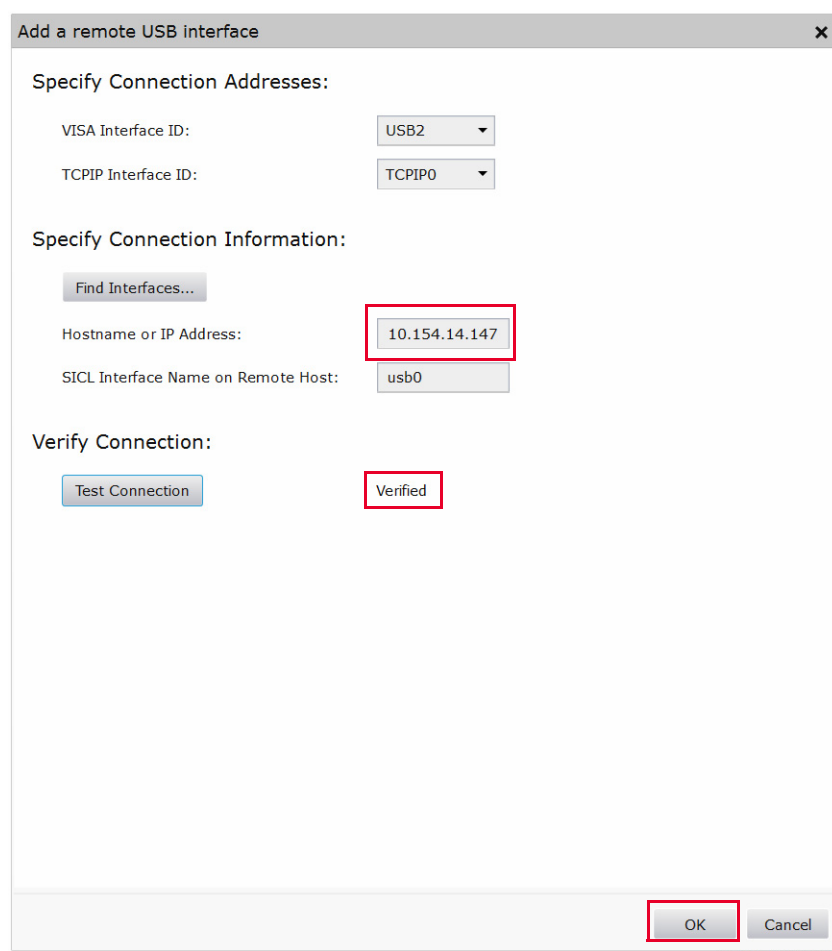 Add a remote USB interface
Specify Connection Addresses:
VISA Interface ID: USB2
TCPIP Interface ID: TCPIP0
Specify Connection Information:
Find Interfaces...
Hostname or IP Address: 10.154.14.147
SICL Interface Name on Remote Host: usb0
Verify Connection:
Test Connection Verified
OK Cancel